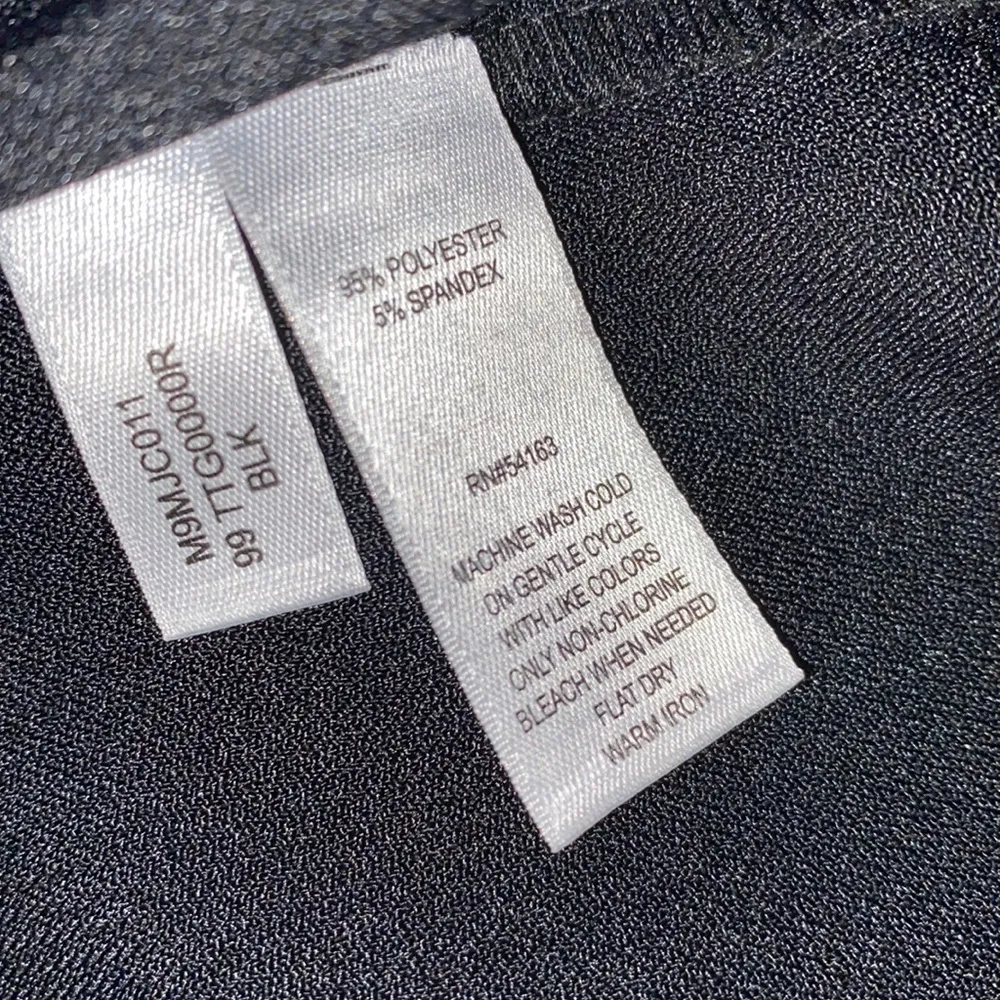 M9MJC011
99 TTG0000R
BLK
95% POLYESTER
5% SPANDEX
RN#54163
MACHINE WASH COLD
ON GENTLE CYCLE
WITH LIKE COLORS
ONLY NON-CHLORINE
BLEACH WHEN NEEDED
FLAT DRY
WARM IRON